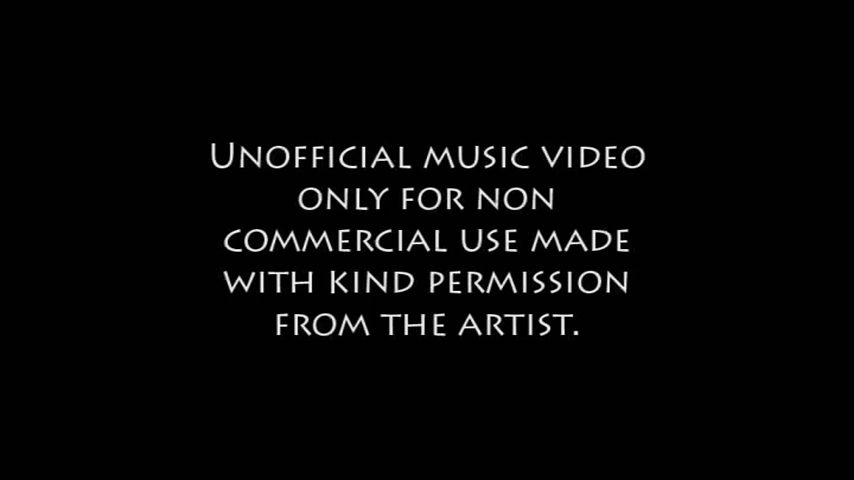 Unofficial music video
only for non
commercial use made
with kind permission
from the artist.